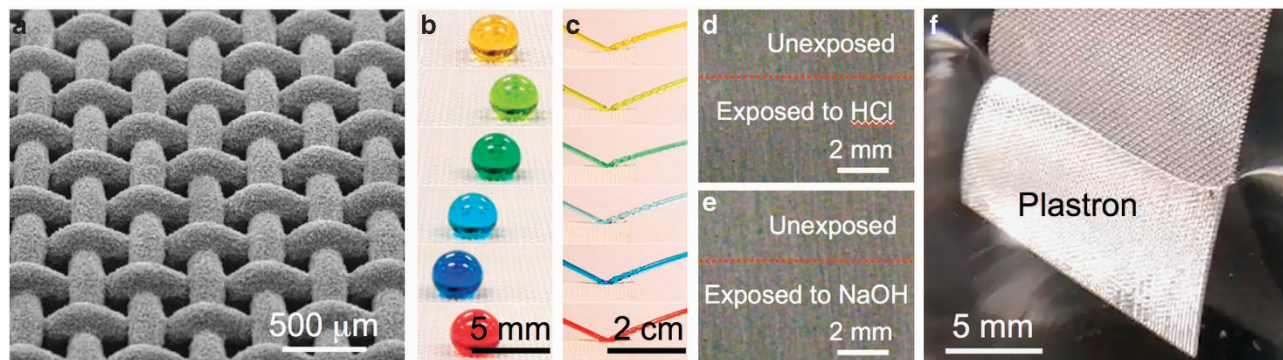 a
500 μm
b
5 mm
c
2 cm
d
Unexposed
Exposed to HCl
2 mm
e
Unexposed
Exposed to NaOH
2 mm
f
Plastron
5 mm